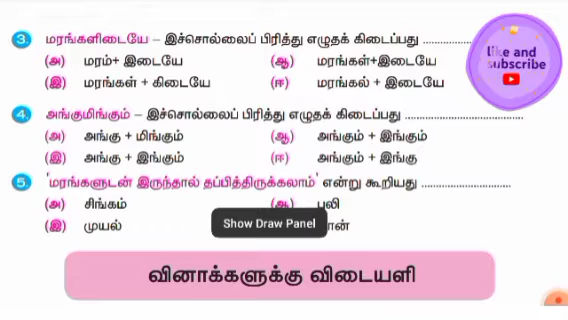 3. மரங்களிடையே – இச்சொல்லைப் பிரித்து எழுதக் கிடைப்பது ....................
(அ) மரம்+ இடையே (ஆ) மரங்கள்+இடையே
(இ) மரங்கள் + கிடையே (ஈ) மரங்கல் + இடையே
like and subscribe
4. அங்குமிங்கும் – இச்சொல்லைப் பிரித்து எழுதக் கிடைப்பது ..............................
(அ) அங்கு + மிங்கும் (ஆ) அங்கும் + இங்கும்
(இ) அங்கு + இங்கும் (ஈ) அங்கும் + இங்கு
5. 'மரங்களுடன் இருந்தால் தப்பித்திருக்கலாம்' என்று கூறியது ......................
(அ) சிங்கம் (ஆ) புலி
(இ) முயல்
Show Draw Panel
வினாக்களுக்கு விடையளி